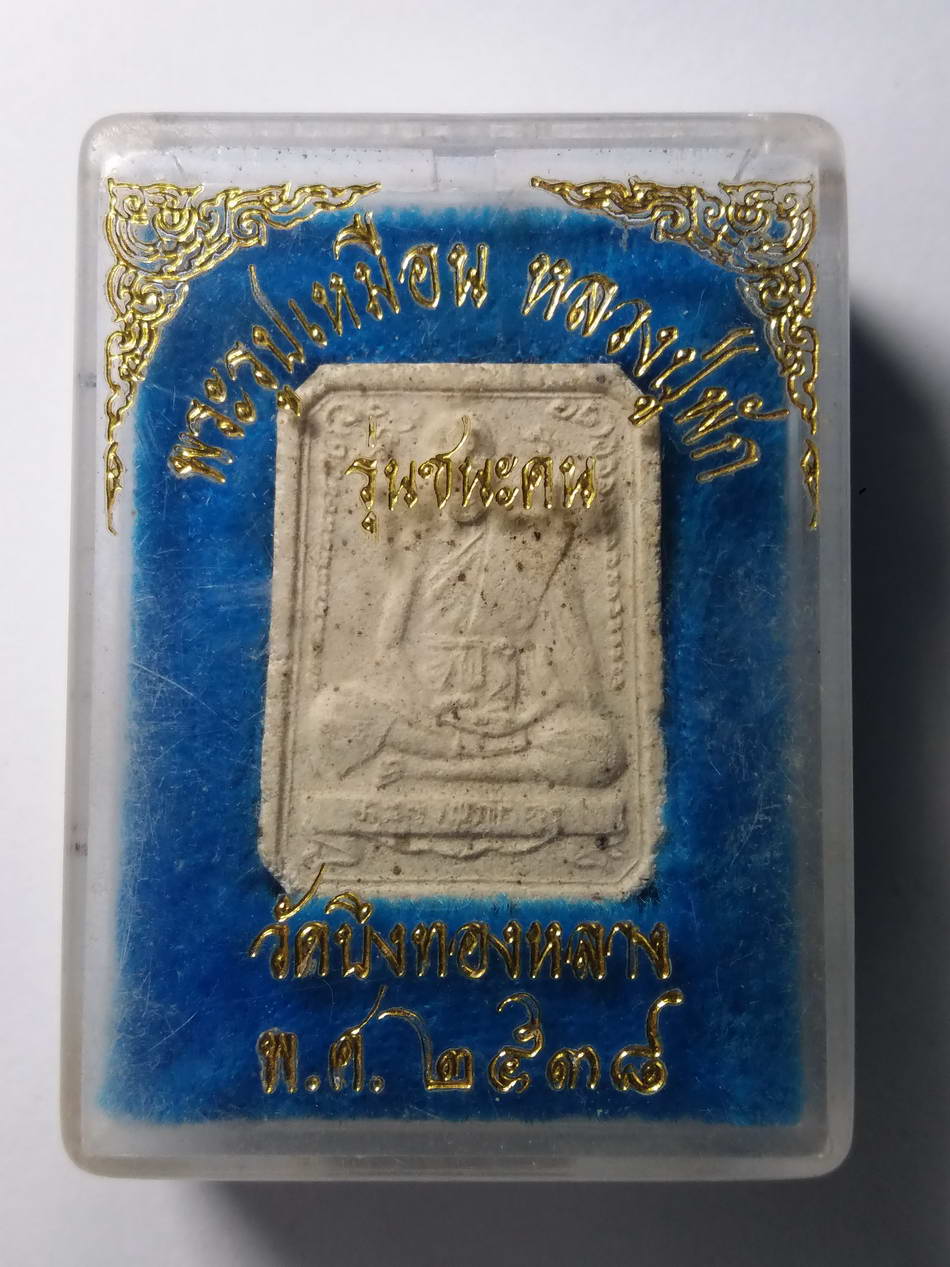 พระรูปเหมือน หลวงปู่พัก
รุ่นชนะคน
วัดบึงทองหลาง
พ.ศ. ๒๕๓๘